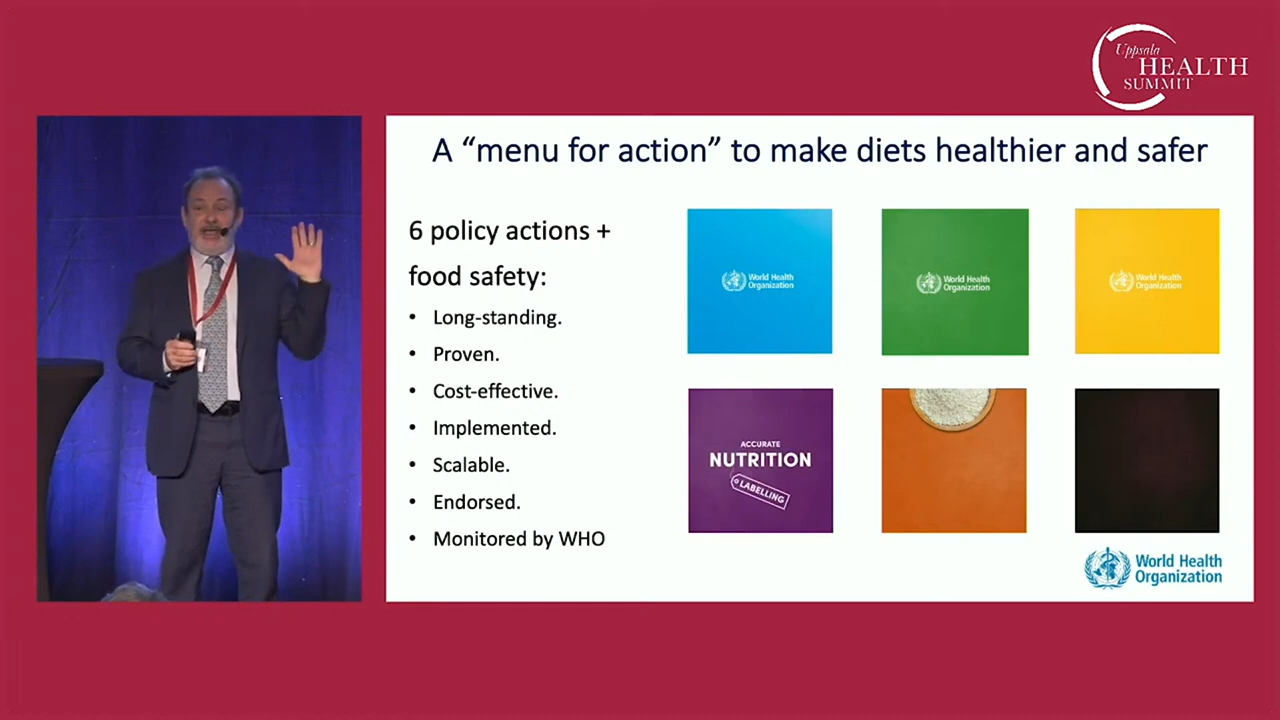 Uppsala
HEALTH
SUMMIT
A “menu for action” to make diets healthier and safer
6 policy actions +
food safety:
• Long-standing.
• Proven.
• Cost-effective.
• Implemented.
• Scalable.
• Endorsed.
• Monitored by WHO
World Health
Organization
World Health
Organization
World Health
Organization
ACCURATE
NUTRITION
LABELLING
World Health
Organization